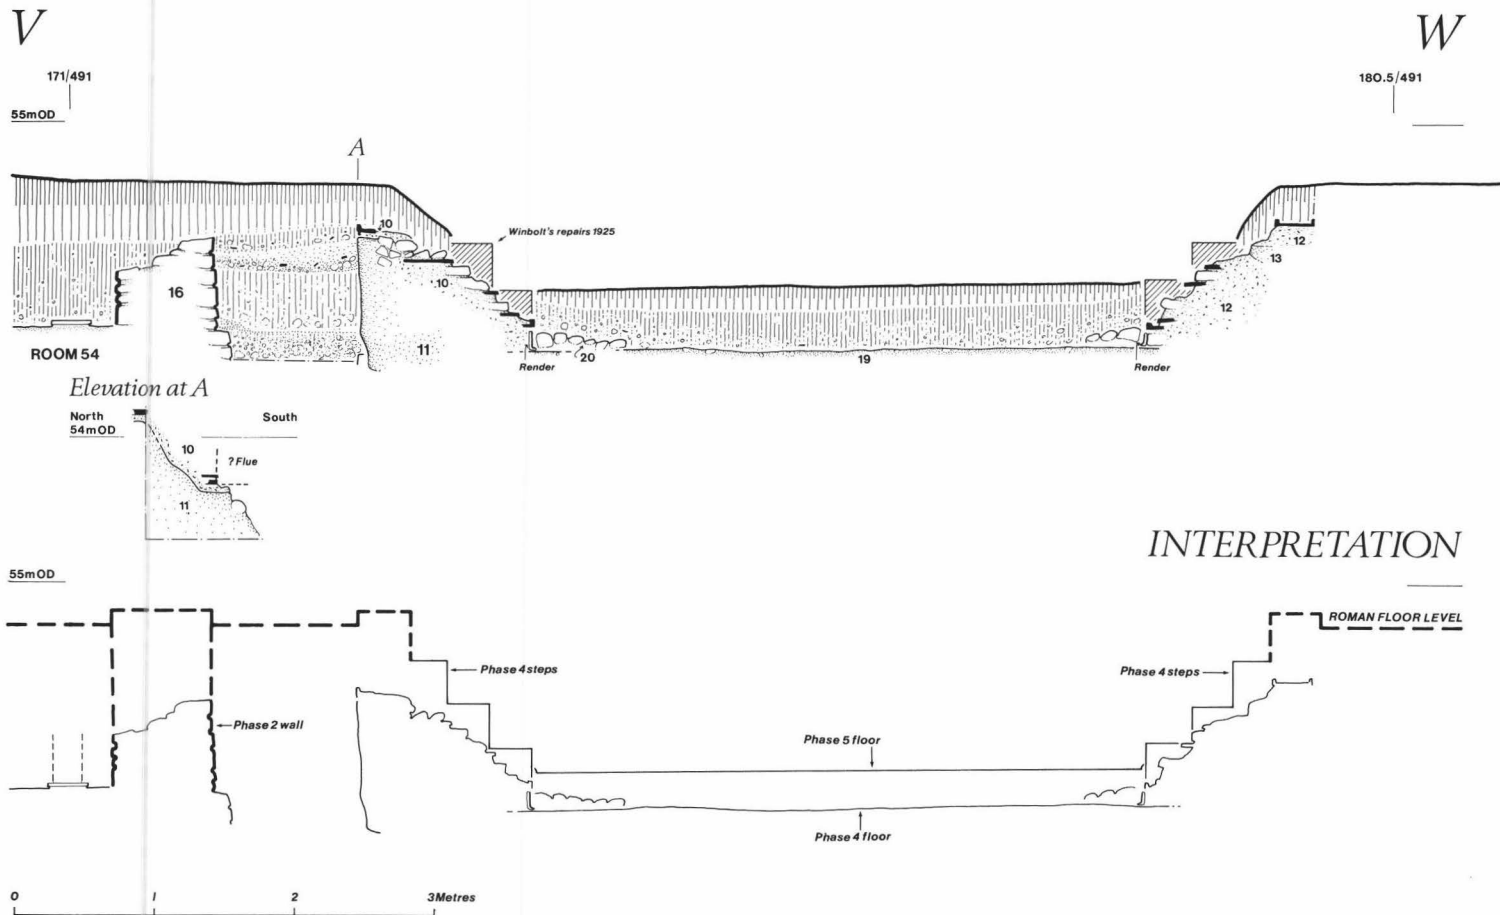 V
W
171/491
180.5/491
55mOD
A
10
Winbolt's repairs 1925
12
13
10
16
12
11
ROOM 54
20
19
Render
Render
Elevation at A
North
South
54mOD
10
? Flue
11
INTERPRETATION
55mOD
ROMAN FLOOR LEVEL
Phase 4 steps
Phase 4 steps
Phase 2 wall
Phase 5 floor
Phase 4 floor
0 1 2 3 Metres